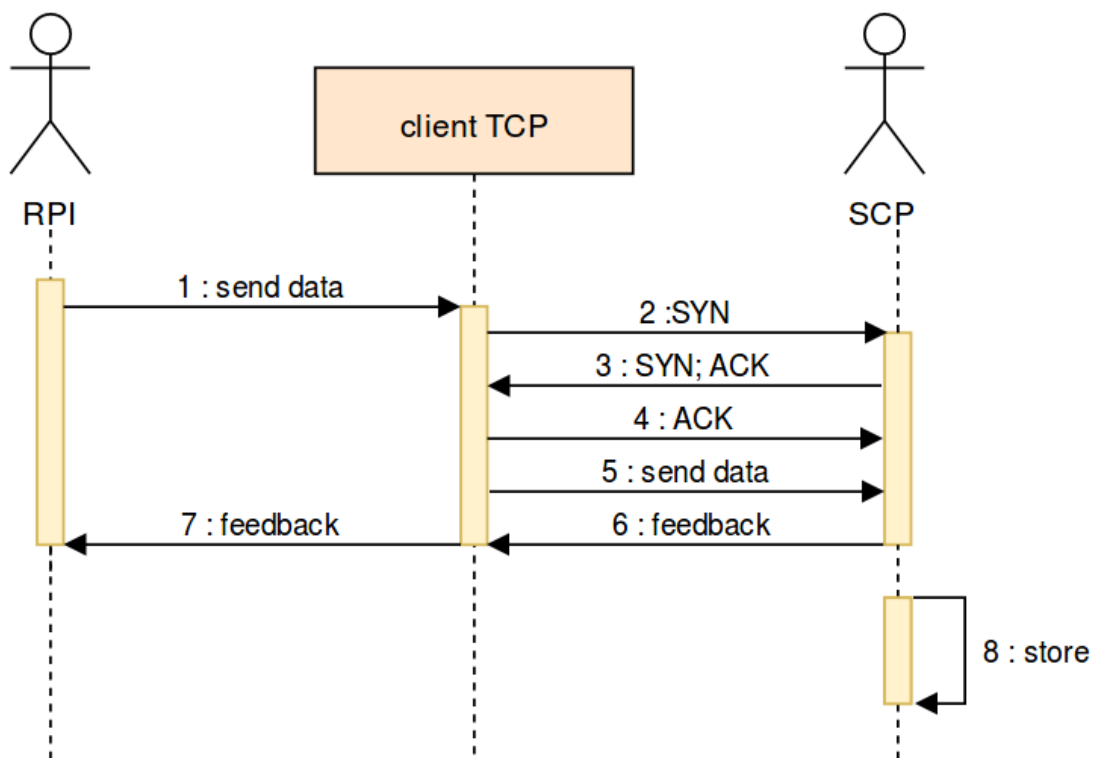 client TCP
RPI
SCP
1 : send data
2 :SYN
3 : SYN; ACK
4 : ACK
5 : send data
7 : feedback
6 : feedback
8 : store